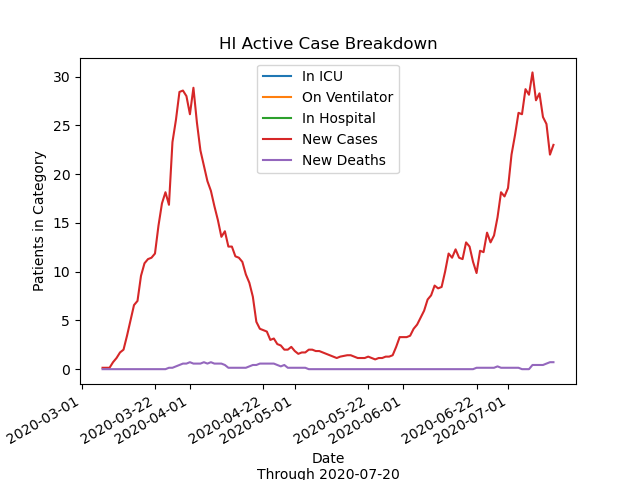 HI Active Case Breakdown
In ICU
On Ventilator
In Hospital
New Cases
New Deaths
Patients in Category
30
25
20
15
10
5
0
2020-03-01
2020-03-22
2020-04-01
2020-04-22
2020-05-01
2020-05-22
2020-06-01
2020-06-22
2020-07-01
Date
Through 2020-07-20